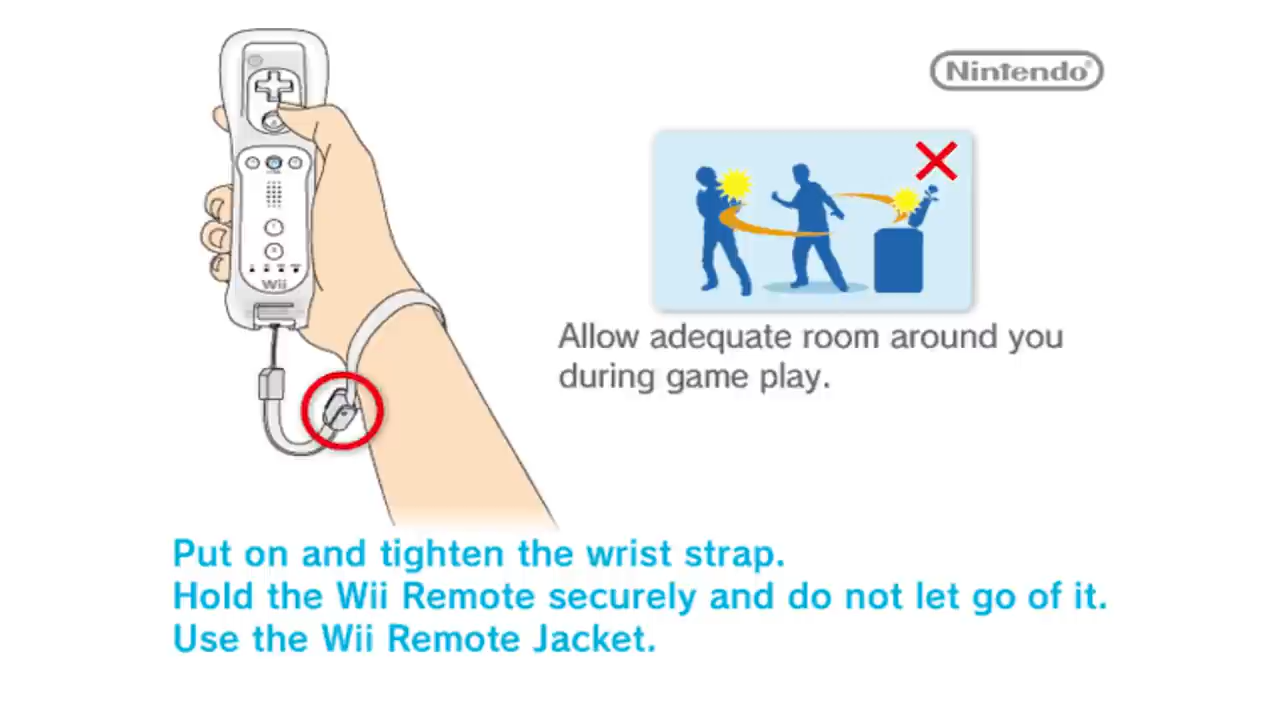 Nintendo®
Wii
Allow adequate room around you
during game play.
Put on and tighten the wrist strap.
Hold the Wii Remote securely and do not let go of it.
Use the Wii Remote Jacket.